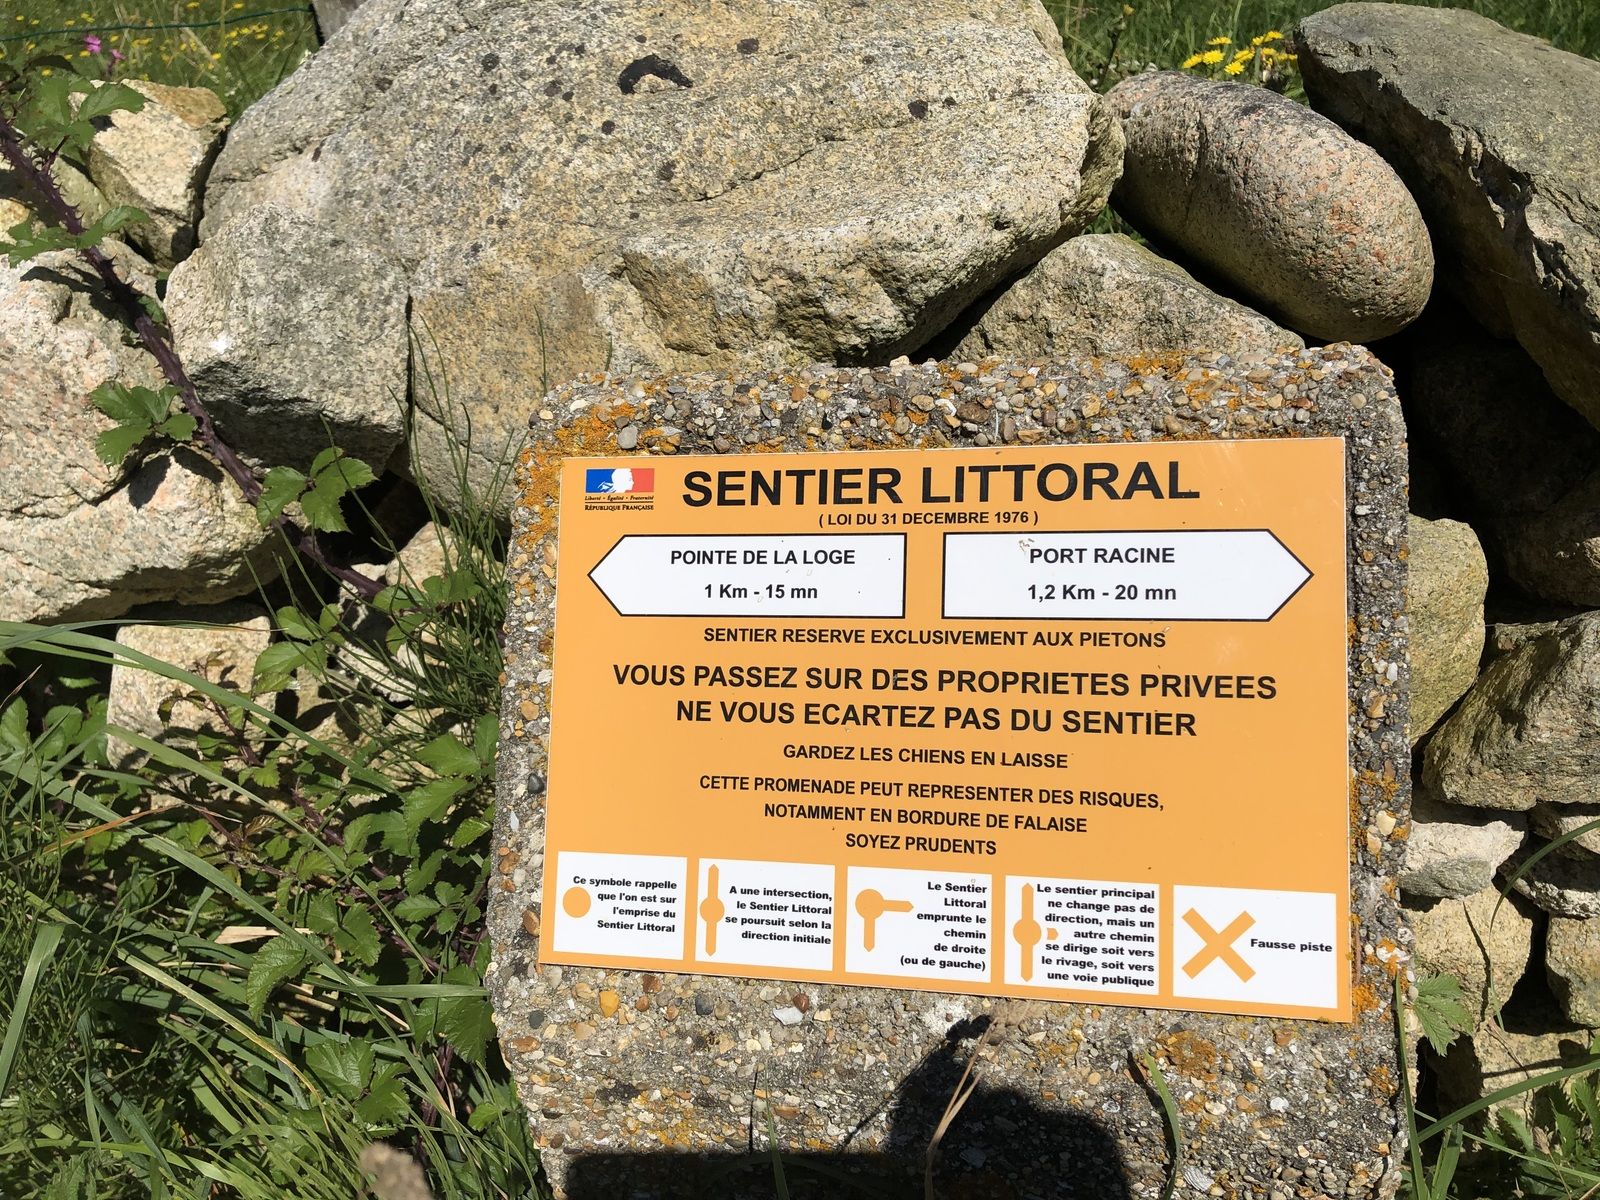 Liberté • Égalité • Fraternité
RÉPUBLIQUE FRANÇAISE
SENTIER LITTORAL
( LOI DU 31 DECEMBRE 1976 )
POINTE DE LA LOGE
1 Km - 15 mn
PORT RACINE
1,2 Km - 20 mn
SENTIER RESERVE EXCLUSIVEMENT AUX PIETONS
VOUS PASSEZ SUR DES PROPRIETES PRIVEES
NE VOUS ECARTEZ PAS DU SENTIER
GARDEZ LES CHIENS EN LAISSE
CETTE PROMENADE PEUT REPRESENTER DES RISQUES,
NOTAMMENT EN BORDURE DE FALAISE
SOYEZ PRUDENTS
Ce symbole rappelle
que l'on est sur
l'emprise du
Sentier Littoral
A une intersection,
le Sentier Littoral
se poursuit selon la
direction initiale
Le Sentier
Littoral
emprunte le
chemin
de droite
(ou de gauche)
Le sentier principal
ne change pas de
direction, mais un
autre chemin
se dirige soit vers
le rivage, soit vers
une voie publique
Fausse piste